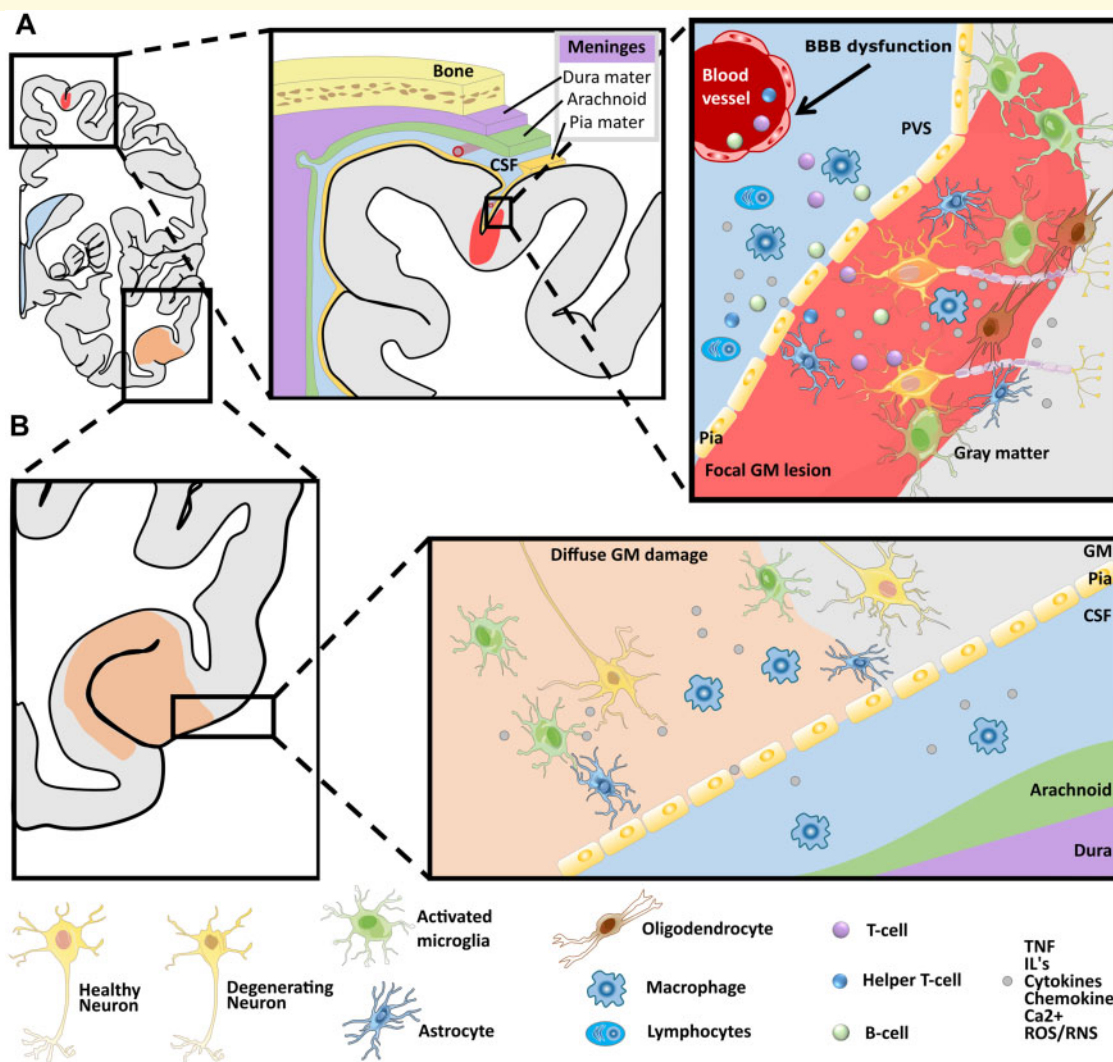 A
Meninges
Bone
Dura mater
Arachnoid
Pia mater
CSF
Blood
vessel
BBB dysfunction
PVS
Pia
Focal GM lesion
Gray matter
B
Diffuse GM damage
GM
Pia
CSF
Arachnoid
Dura
Healthy
Neuron
Degenerating
Neuron
Activated
microglia
Astrocyte
Oligodendrocyte
Macrophage
Lymphocytes
T-cell
Helper T-cell
B-cell
TNF
IL's
Cytokines
Chemokine
Ca2+
ROS/RNS